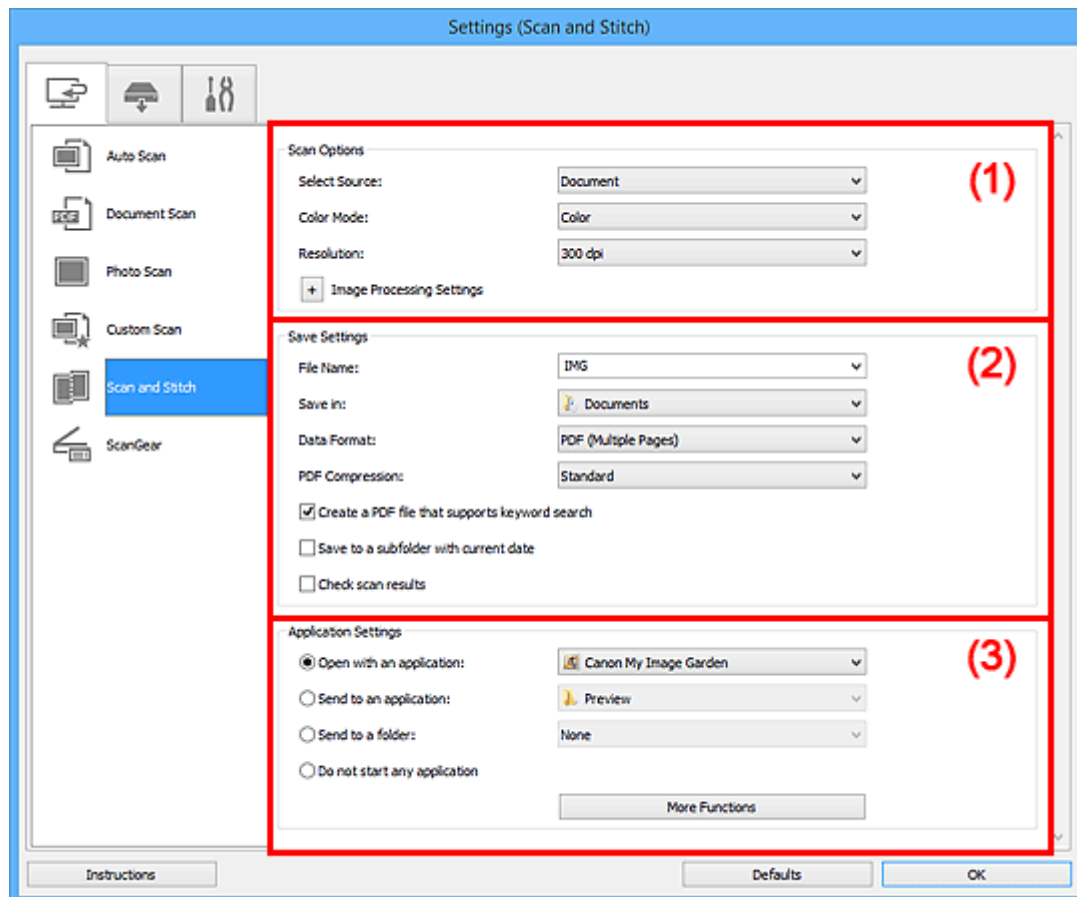 Settings (Scan and Stitch)
Auto Scan
PDF
Document Scan
Photo Scan
Custom Scan
Scan and Stitch
ScanGear
(1)
Scan Options
Select Source: Document
Color Mode: Color
Resolution: 300 dpi
+ Image Processing Settings
(2)
Save Settings
File Name: IMG
Save in: Documents
Data Format: PDF (Multiple Pages)
PDF Compression: Standard
Create a PDF file that supports keyword search
Save to a subfolder with current date
Check scan results
(3)
Application Settings
Open with an application: Canon My Image Garden
Send to an application: Preview
Send to a folder: None
Do not start any application
More Functions
Instructions
Defaults
OK